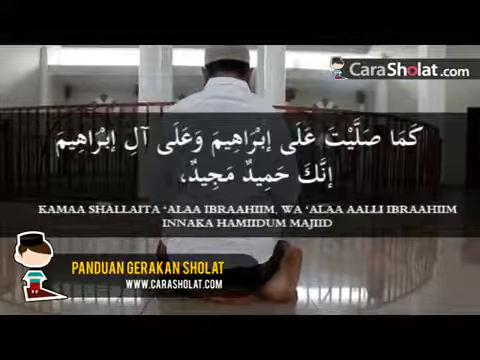 CaraSholat.com
كَمَا صَلَّيْتَ عَلَى إِبْرَاهِيمَ وَعَلَى آلِ إِبْرَاهِيمَ
إِنَّكَ حَمِيدٌ مَجِيدٌ،
KAMAA SHALLAITA ‘ALAA IBRAAHIIM, WA ‘ALAA AALLI IBRAAHIIM
INNAKA HAMIIDUM MAJIID
PANDUAN GERAKAN SHOLAT
WWW.CARASHOLAT.COM